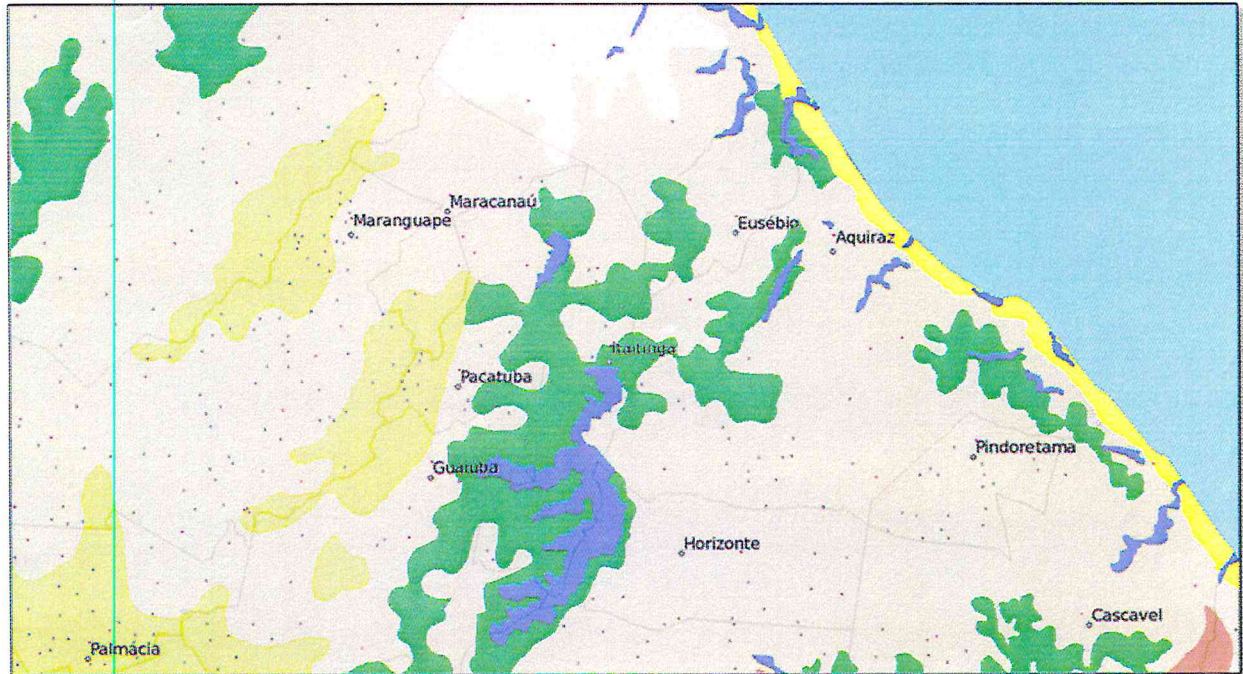 Maracanaú
Maranguape
Eusébio
Aquiraz
Itaitinga
Pacatuba
Pindoretama
Guaiuba
Horizonte
Cascavel
Palmácia